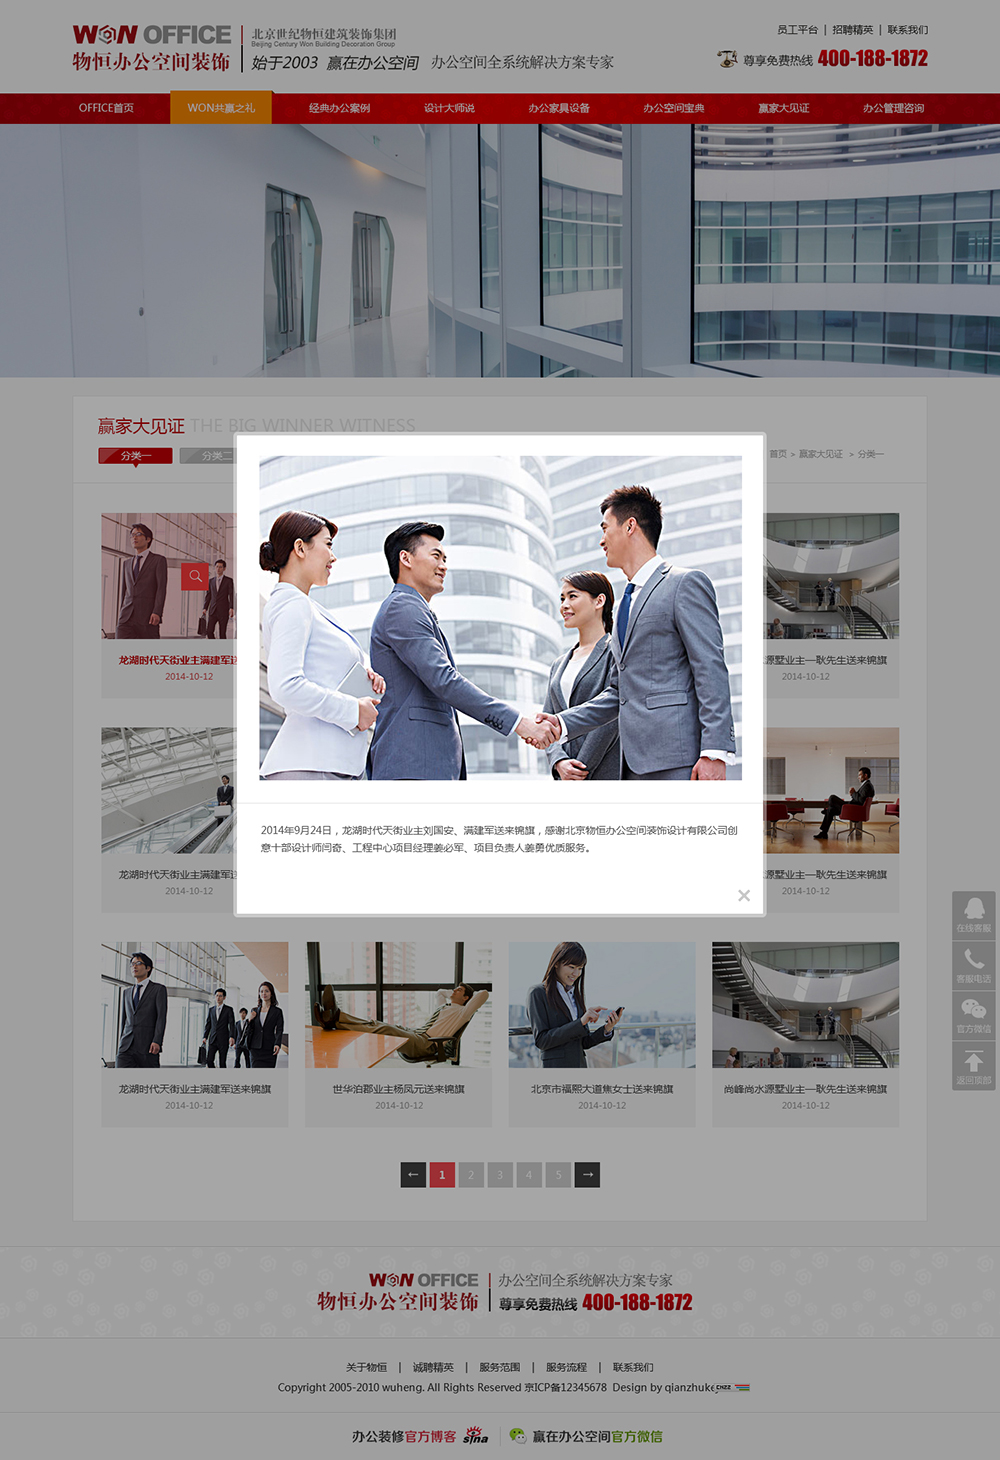 WON OFFICE
物恒办公空间装饰
北京世纪物恒建筑装饰集团
Beijing Century Won Building Decoration Group
始于2003 赢在办公空间 办公空间全系统解决方案专家
员工平台 | 招聘精英 | 联系我们
尊享免费热线 400-188-1872
OFFICE首页 WON共赢之礼 经典办公案例 设计大师说 办公家具设备 办公空间宝典 赢家大见证 办公管理咨询
赢家大见证 THE BIG WINNER WITNESS
分类一 分类二
首页 > 赢家大见证 > 分类一
2014年9月24日，龙湖时代天街业主刘国安、满建军送来锦旗，感谢北京物恒办公空间装饰设计有限公司创
意十部设计师闫奇、工程中心项目经理姜必军、项目负责人姜勇优质服务。
×
龙湖时代天街业主满建军送
2014-10-12
源墅业主—耿先生送来锦旗
2014-10-12
龙湖时代天街业主满建军送
2014-10-12
源墅业主—耿先生送来锦旗
2014-10-12
龙湖时代天街业主满建军送来锦旗
2014-10-12
世华泊郡业主杨凤元送来锦旗
2014-10-12
北京市福熙大道焦女士送来锦旗
2014-10-12
尚峰尚水源墅业主—耿先生送来锦旗
2014-10-12
在线客服
客服电话
官方微信
返回顶部
← 1 2 3 4 5 →
WON OFFICE
物恒办公空间装饰
办公空间全系统解决方案专家
尊享免费热线 400-188-1872
关于物恒 | 诚聘精英 | 服务范围 | 服务流程 | 联系我们
Copyright 2005-2010 wuheng. All Rights Reserved 京ICP备12345678 Design by qianzhuke
CNZZ
办公装修官方博客 sina 赢在办公空间官方微信